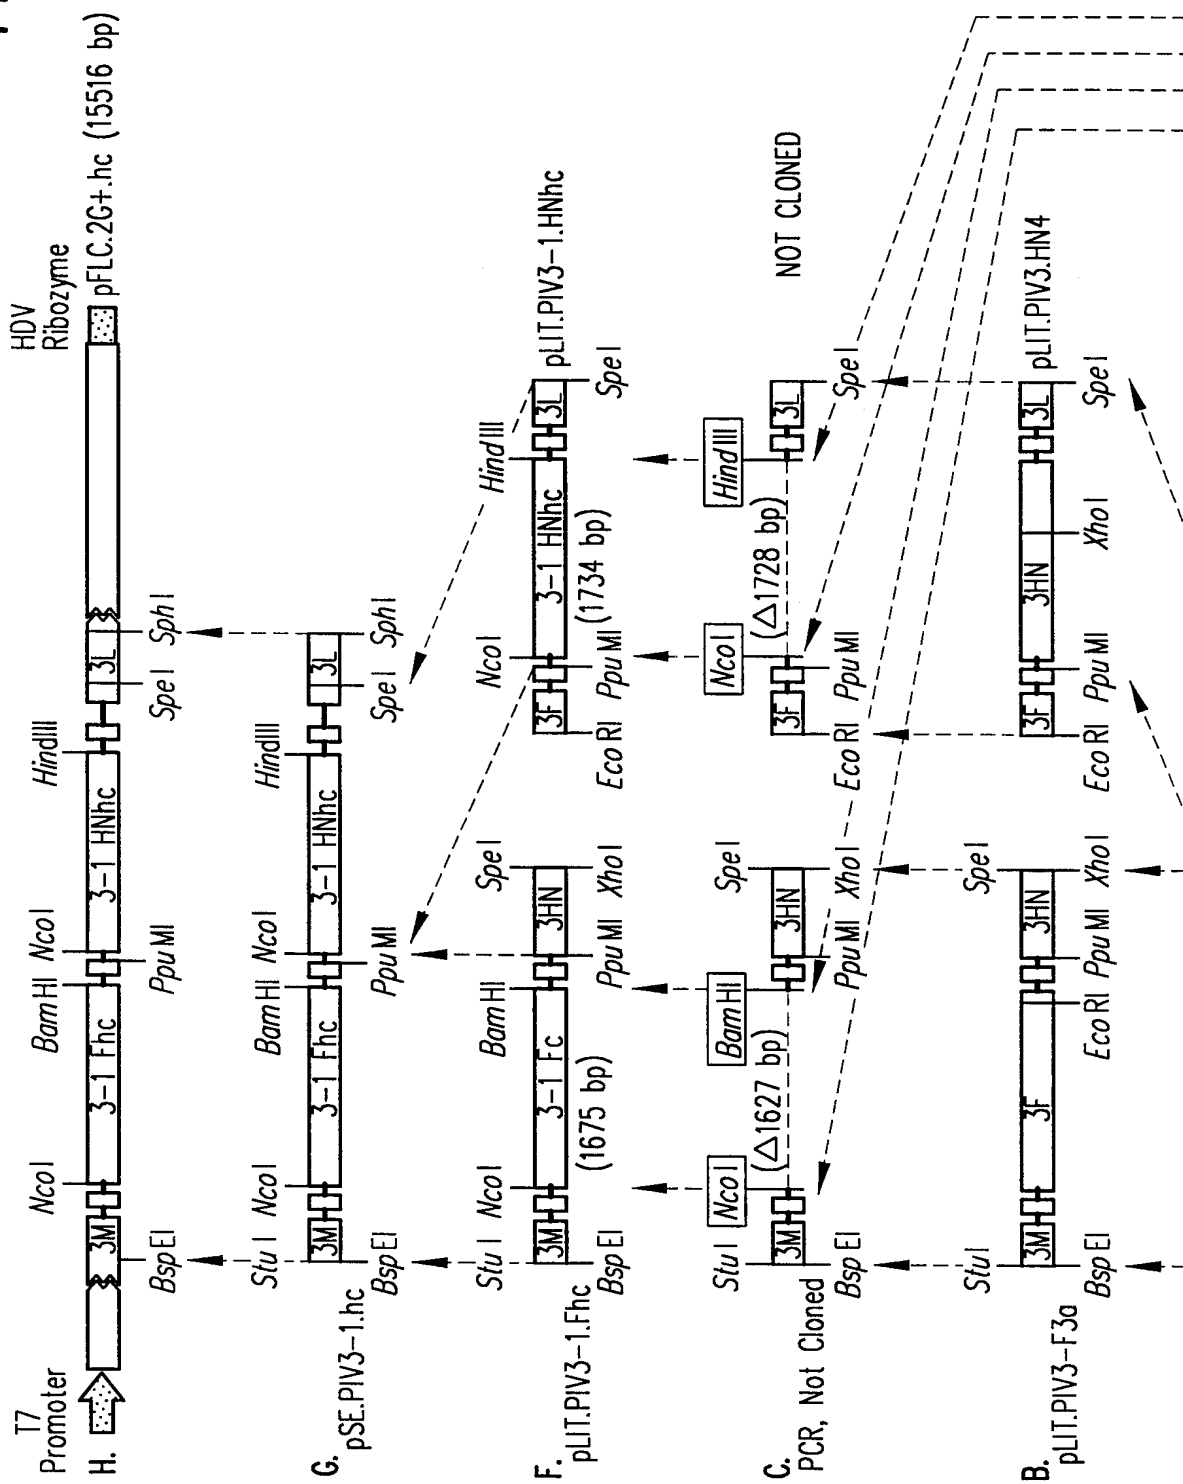 T7
Promoter
HDV
Ribozyme
H.
pFLC.2G+.hc (15516 bp)
NcoI
BamHI
NcoI
HindIII
3M
3-1 Fhc
3-1 HNhc
3L
BspEI
PpuMI
SpeI
SphI
G.
pSE.PIV3-1.hc
StuI
NcoI
BamHI
NcoI
HindIII
3M
3-1 Fhc
3-1 HNhc
3L
BspEI
PpuMI
SpeI
SphI
F.
pLIT.PIV3-1.Fhc
StuI
NcoI
BamHI
SpeI
3M
3-1 Fc
3HN
(1675 bp)
BspEI
PpuMI
XhoI
NcoI
HindIII
pLIT.PIV3-1.HNhc
3F
3-1 HNhc
3L
(1734 bp)
EcoRI
PpuMI
SpeI
C.
PCR, Not Cloned
StuI
NcoI
BamHI
SpeI
3M
(△1627 bp)
3HN
BspEI
PpuMI
XhoI
NcoI
HindIII
NOT CLONED
3F
(△1728 bp)
3L
EcoRI
PpuMI
SpeI
B.
pLIT.PIV3-F3a
StuI
SpeI
3M
3F
3HN
BspEI
EcoRI
PpuMI
XhoI
pLIT.PIV3.HN4
3F
3HN
3L
EcoRI
PpuMI
XhoI
SpeI